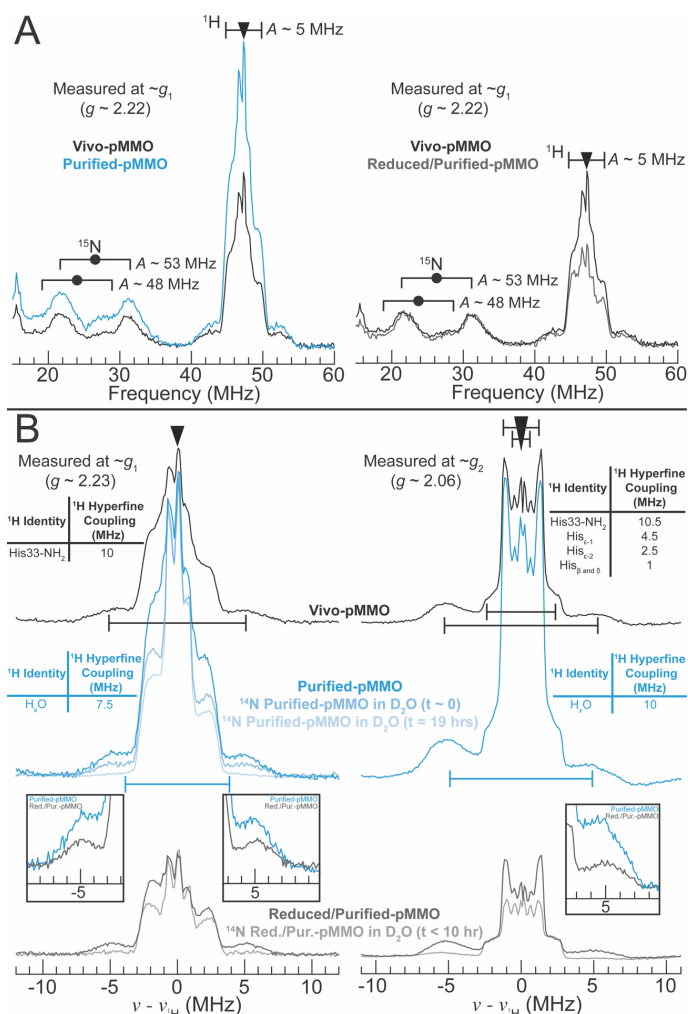 A
¹H
A ~ 5 MHz
Measured at ~g₁
(g ~ 2.22)
Vivo-pMMO
Purified-pMMO
¹⁵N
A ~ 53 MHz
A ~ 48 MHz
20 30 40 50 60
Frequency (MHz)
Measured at ~g₁
(g ~ 2.22)
Vivo-pMMO
Reduced/Purified-pMMO
¹H
A ~ 5 MHz
¹⁵N
A ~ 53 MHz
A ~ 48 MHz
20 30 40 50 60
Frequency (MHz)
B
Measured at ~g₁
(g ~ 2.23)
¹H Identity
¹H Hyperfine
Coupling
(MHz)
His33-NH₂ 10
Measured at ~g₂
(g ~ 2.06)
¹H Identity
¹H Hyperfine
Coupling
(MHz)
His33-NH₂ 10.5
His ε-1 4.5
His ε-2 2.5
His β and δ 1
Vivo-pMMO
¹H Identity
¹H Hyperfine
Coupling
(MHz)
HₓO 7.5
Purified-pMMO
¹⁴N Purified-pMMO in D₂O (t ~ 0)
¹⁴N Purified-pMMO in D₂O (t = 19 hrs)
¹H Identity
¹H Hyperfine
Coupling
(MHz)
HₓO 10
Purified-pMMO
Red./Pur.-pMMO
-5
Purified-pMMO
Red./Pur.-pMMO
5
Purified-pMMO
Red./Pur.-pMMO
5
Reduced/Purified-pMMO
¹⁴N Red./Pur.-pMMO in D₂O (t < 10 hr)
-10 -5 0 5 10
ν - ν¹H (MHz)
-10 -5 0 5 10
ν - ν¹H (MHz)